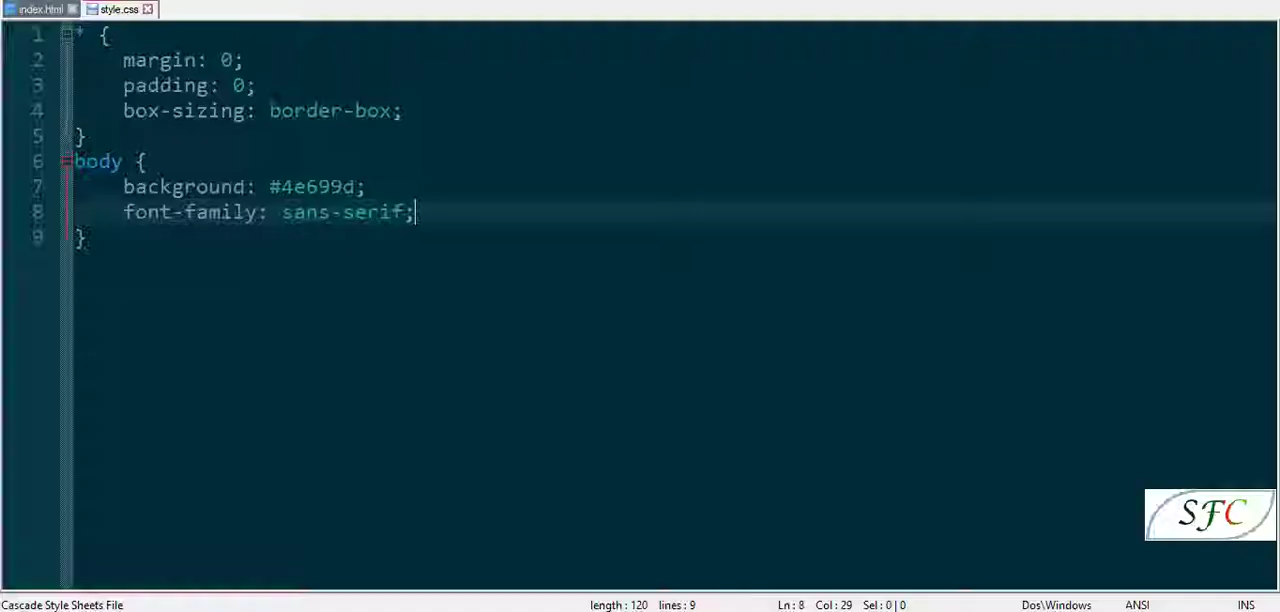 index.html style.css
1 * {
2 margin: 0;
3 padding: 0;
4 box-sizing: border-box;
5 }
6 body {
7 background: #4e699d;
8 font-family: sans-serif;
9 }
SFC
Cascade Style Sheets File length : 120 lines : 9 Ln : 8 Col : 29 Sel : 0 | 0 Dos\Windows ANSI INS